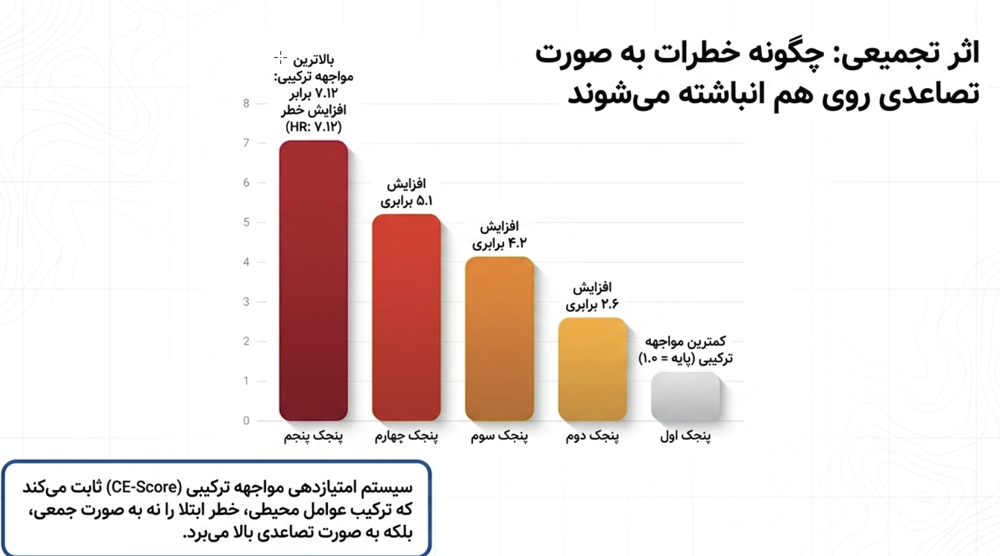 اثر تجمیعی: چگونه خطرات به صورت
تصاعدی روی هم انباشته می‌شوند
بالاترین
مواجهه ترکیبی:
۷.۱۲ برابر
افزایش خطر
(HR: ۷.۱۲)
افزایش
۵.۱ برابری
افزایش
۴.۲ برابری
افزایش
۲.۶ برابری
کمترین مواجهه
ترکیبی (پایه = ۱.۰)
8
7
6
5
4
3
2
1
0
پنجک اول
پنجک دوم
پنجک سوم
پنجک چهارم
پنجک پنجم
سیستم امتیازدهی مواجهه ترکیبی (CE-Score) ثابت می‌کند
که ترکیب عوامل محیطی، خطر ابتلا را نه به صورت جمعی،
بلکه به صورت تصاعدی بالا می‌برد.